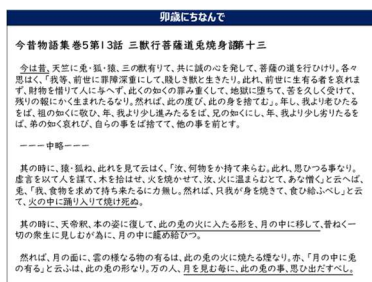 卯歳にちなんで
今昔物語集巻5第13話 三獣行菩薩道兎焼身語第十三
今は昔、天竺に兎・狐・猿、三の獣有りて、共に誠の心を発して、菩薩の道を行ひけり。各々
思はく、「我等、前世に罪障深重にして、賤しき獣と生きたり。此れ、前世に生有る者を哀れま
ず、財物を惜りて人に与へず、此くの如くの罪み重くして、地獄に堕ちて、苦を久しく受けて、
残りの報にかく生まれたるなり。然れば、此の度び、此の身を捨てむ」。年し、我より老ひたる
をば、祖の如くに敬ひ、年、我より少し進みたるをば、兄の如くにし、年、我より少し劣りたるを
ば、弟の如く哀れび、自らの事をば捨てて、他の事を前とす。
ーーー中略ーーー
其の時に、猿・狐ね、此れを見て云はく、「汝、何物をか持て来らむ。此れ、思ひつる事なり。
虚言を以て人を謀て、木を拾はせ、火を焼かせて、汝、火に温まらむとて、あな憎く」と云へば、
兎、「我、食物を求めて持ち来たるに力無し。然れば、只我が身を焼きて、食ひ給ふべし」と云
て、火の中に踊り入りて焼け死ぬ。
其の時に、天帝釈、本の姿に復して、此の兎の火に入たる形を、月の中に移して、普ねく一
切の衆生に見しむが為に、月の中に籠め給ひつ。
然れば、月の面に、雲の様なる物の有るは、此の兎の火に焼たる煙なり。亦、「月の中に兎
の有る」と云ふは、此の兎の形なり。万の人、月を見む毎に、此の兎の事、思ひ出だすべし。